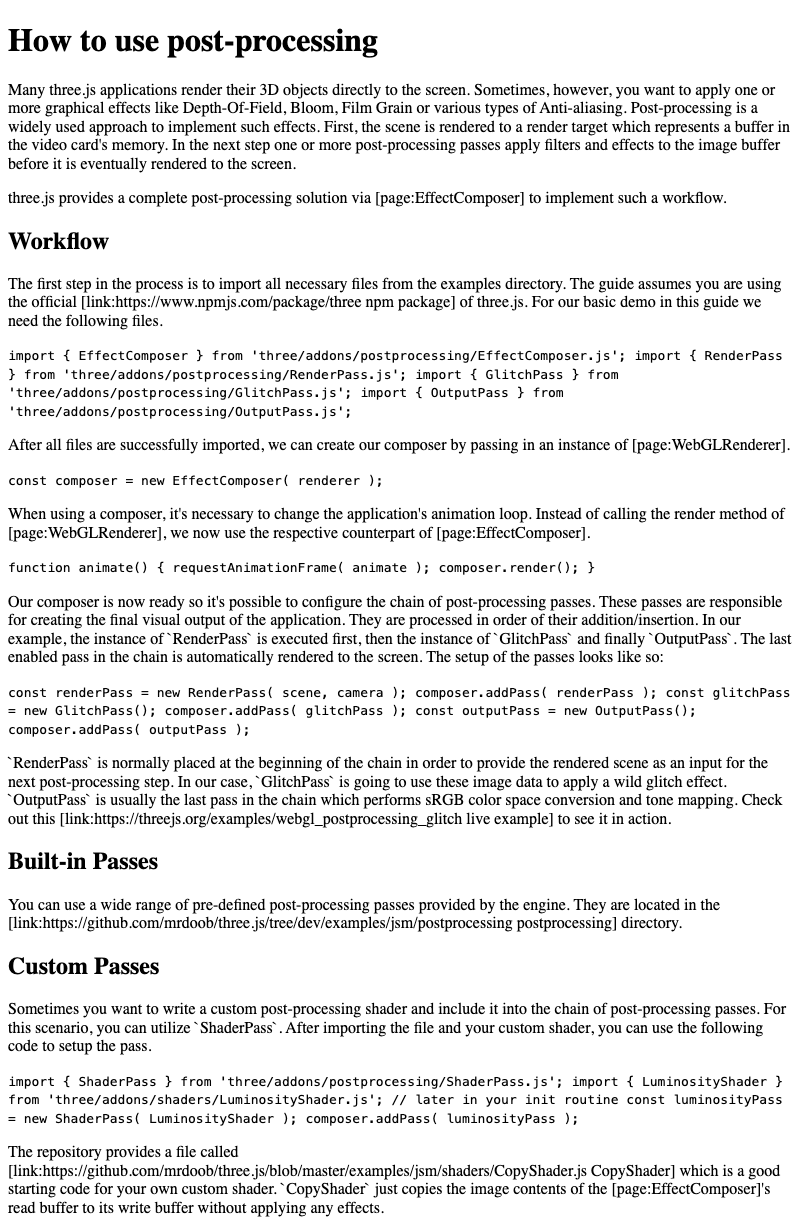 How to use post-processing
Many three.js applications render their 3D objects directly to the screen. Sometimes, however, you want to apply one or
more graphical effects like Depth-Of-Field, Bloom, Film Grain or various types of Anti-aliasing. Post-processing is a
widely used approach to implement such effects. First, the scene is rendered to a render target which represents a buffer in
the video card's memory. In the next step one or more post-processing passes apply filters and effects to the image buffer
before it is eventually rendered to the screen.
three.js provides a complete post-processing solution via [page:EffectComposer] to implement such a workflow.
Workflow
The first step in the process is to import all necessary files from the examples directory. The guide assumes you are using
the official [link:https://www.npmjs.com/package/three npm package] of three.js. For our basic demo in this guide we
need the following files.
import { EffectComposer } from 'three/addons/postprocessing/EffectComposer.js'; import { RenderPass
} from 'three/addons/postprocessing/RenderPass.js'; import { GlitchPass } from
'three/addons/postprocessing/GlitchPass.js'; import { OutputPass } from
'three/addons/postprocessing/OutputPass.js';
After all files are successfully imported, we can create our composer by passing in an instance of [page:WebGLRenderer].
const composer = new EffectComposer( renderer );
When using a composer, it's necessary to change the application's animation loop. Instead of calling the render method of
[page:WebGLRenderer], we now use the respective counterpart of [page:EffectComposer].
function animate() { requestAnimationFrame( animate ); composer.render(); }
Our composer is now ready so it's possible to configure the chain of post-processing passes. These passes are responsible
for creating the final visual output of the application. They are processed in order of their addition/insertion. In our
example, the instance of `RenderPass` is executed first, then the instance of `GlitchPass` and finally `OutputPass`. The last
enabled pass in the chain is automatically rendered to the screen. The setup of the passes looks like so:
const renderPass = new RenderPass( scene, camera ); composer.addPass( renderPass ); const glitchPass
= new GlitchPass(); composer.addPass( glitchPass ); const outputPass = new OutputPass();
composer.addPass( outputPass );
`RenderPass` is normally placed at the beginning of the chain in order to provide the rendered scene as an input for the
next post-processing step. In our case, `GlitchPass` is going to use these image data to apply a wild glitch effect.
`OutputPass` is usually the last pass in the chain which performs sRGB color space conversion and tone mapping. Check
out this [link:https://threejs.org/examples/webgl_postprocessing_glitch live example] to see it in action.
Built-in Passes
You can use a wide range of pre-defined post-processing passes provided by the engine. They are located in the
[link:https://github.com/mrdoob/three.js/tree/dev/examples/jsm/postprocessing postprocessing] directory.
Custom Passes
Sometimes you want to write a custom post-processing shader and include it into the chain of post-processing passes. For
this scenario, you can utilize `ShaderPass`. After importing the file and your custom shader, you can use the following
code to setup the pass.
import { ShaderPass } from 'three/addons/postprocessing/ShaderPass.js'; import { LuminosityShader }
from 'three/addons/shaders/LuminosityShader.js'; // later in your init routine const luminosityPass
= new ShaderPass( LuminosityShader ); composer.addPass( luminosityPass );
The repository provides a file called
[link:https://github.com/mrdoob/three.js/blob/master/examples/jsm/shaders/CopyShader.js CopyShader] which is a good
starting code for your own custom shader. `CopyShader` just copies the image contents of the [page:EffectComposer]'s
read buffer to its write buffer without applying any effects.